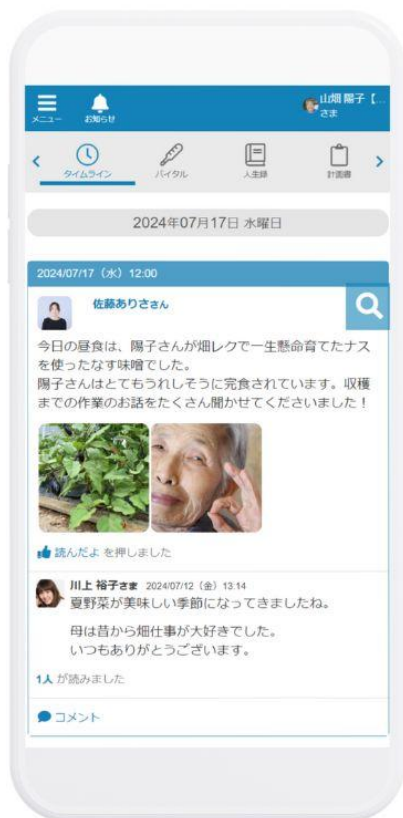 山畑 陽子【...
さま
メニュー
お知らせ
タイムライン
バイタル
人生録
計画書
2024年07月17日 水曜日
2024/07/17（水）12:00
佐藤ありささん
今日の昼食は、陽子さんが畑レクで一生懸命育てたナス
を使ったなす味噌でした。
陽子さんはとてもうれしそうに完食されています。収穫
までの作業のお話をたくさん聞かせてくださいました！
読んだよ を押しました
川上 裕子さま 2024/07/12（金）13:14
夏野菜が美味しい季節になってきましたね。
母は昔から畑仕事が大好きでした。
いつもありがとうございます。
1人 が読みました
コメント